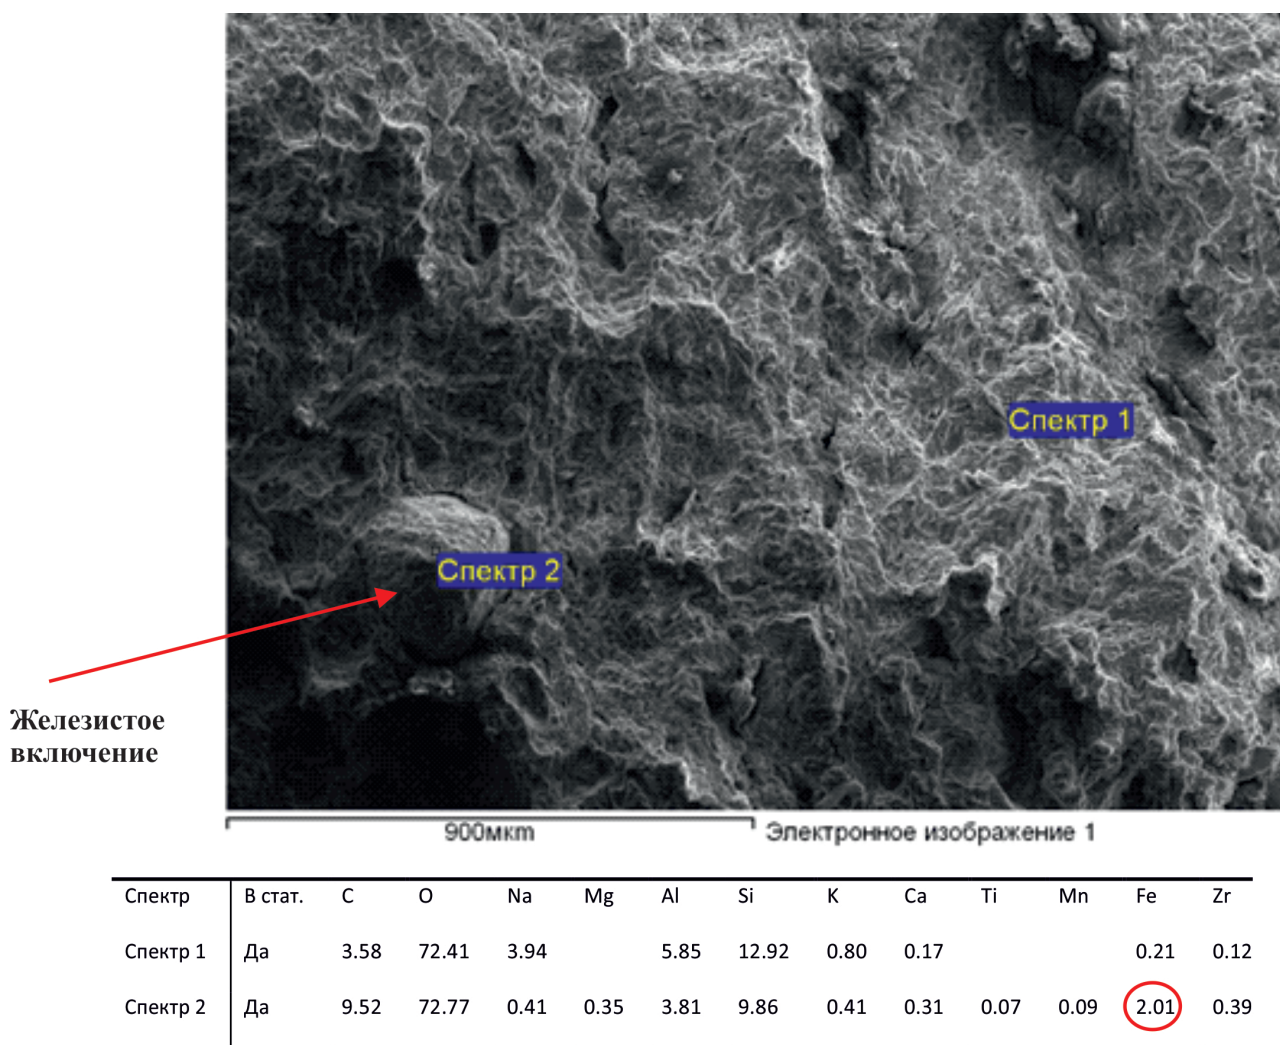 Спектр 1
Спектр 2
Железистое
включение
900мкm
Электронное изображение 1
Спектр В стат. C O Na Mg Al Si K Ca Ti Mn Fe Zr
Спектр 1 Да 3.58 72.41 3.94 5.85 12.92 0.80 0.17 0.21 0.12
Спектр 2 Да 9.52 72.77 0.41 0.35 3.81 9.86 0.41 0.31 0.07 0.09 2.01 0.39